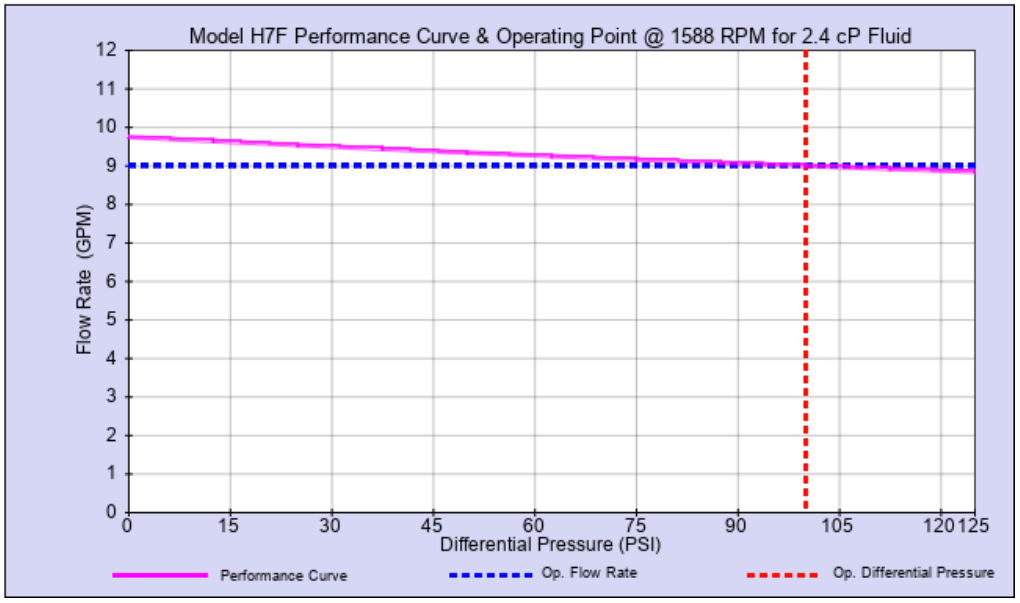 Model H7F Performance Curve & Operating Point @ 1588 RPM for 2.4 cP Fluid
12
11
10
9
8
7
6
5
4
3
2
1
0
Flow Rate (GPM)
0 15 30 45 60 75 90 105 120 125
Differential Pressure (PSI)
Performance Curve Op. Flow Rate Op. Differential Pressure